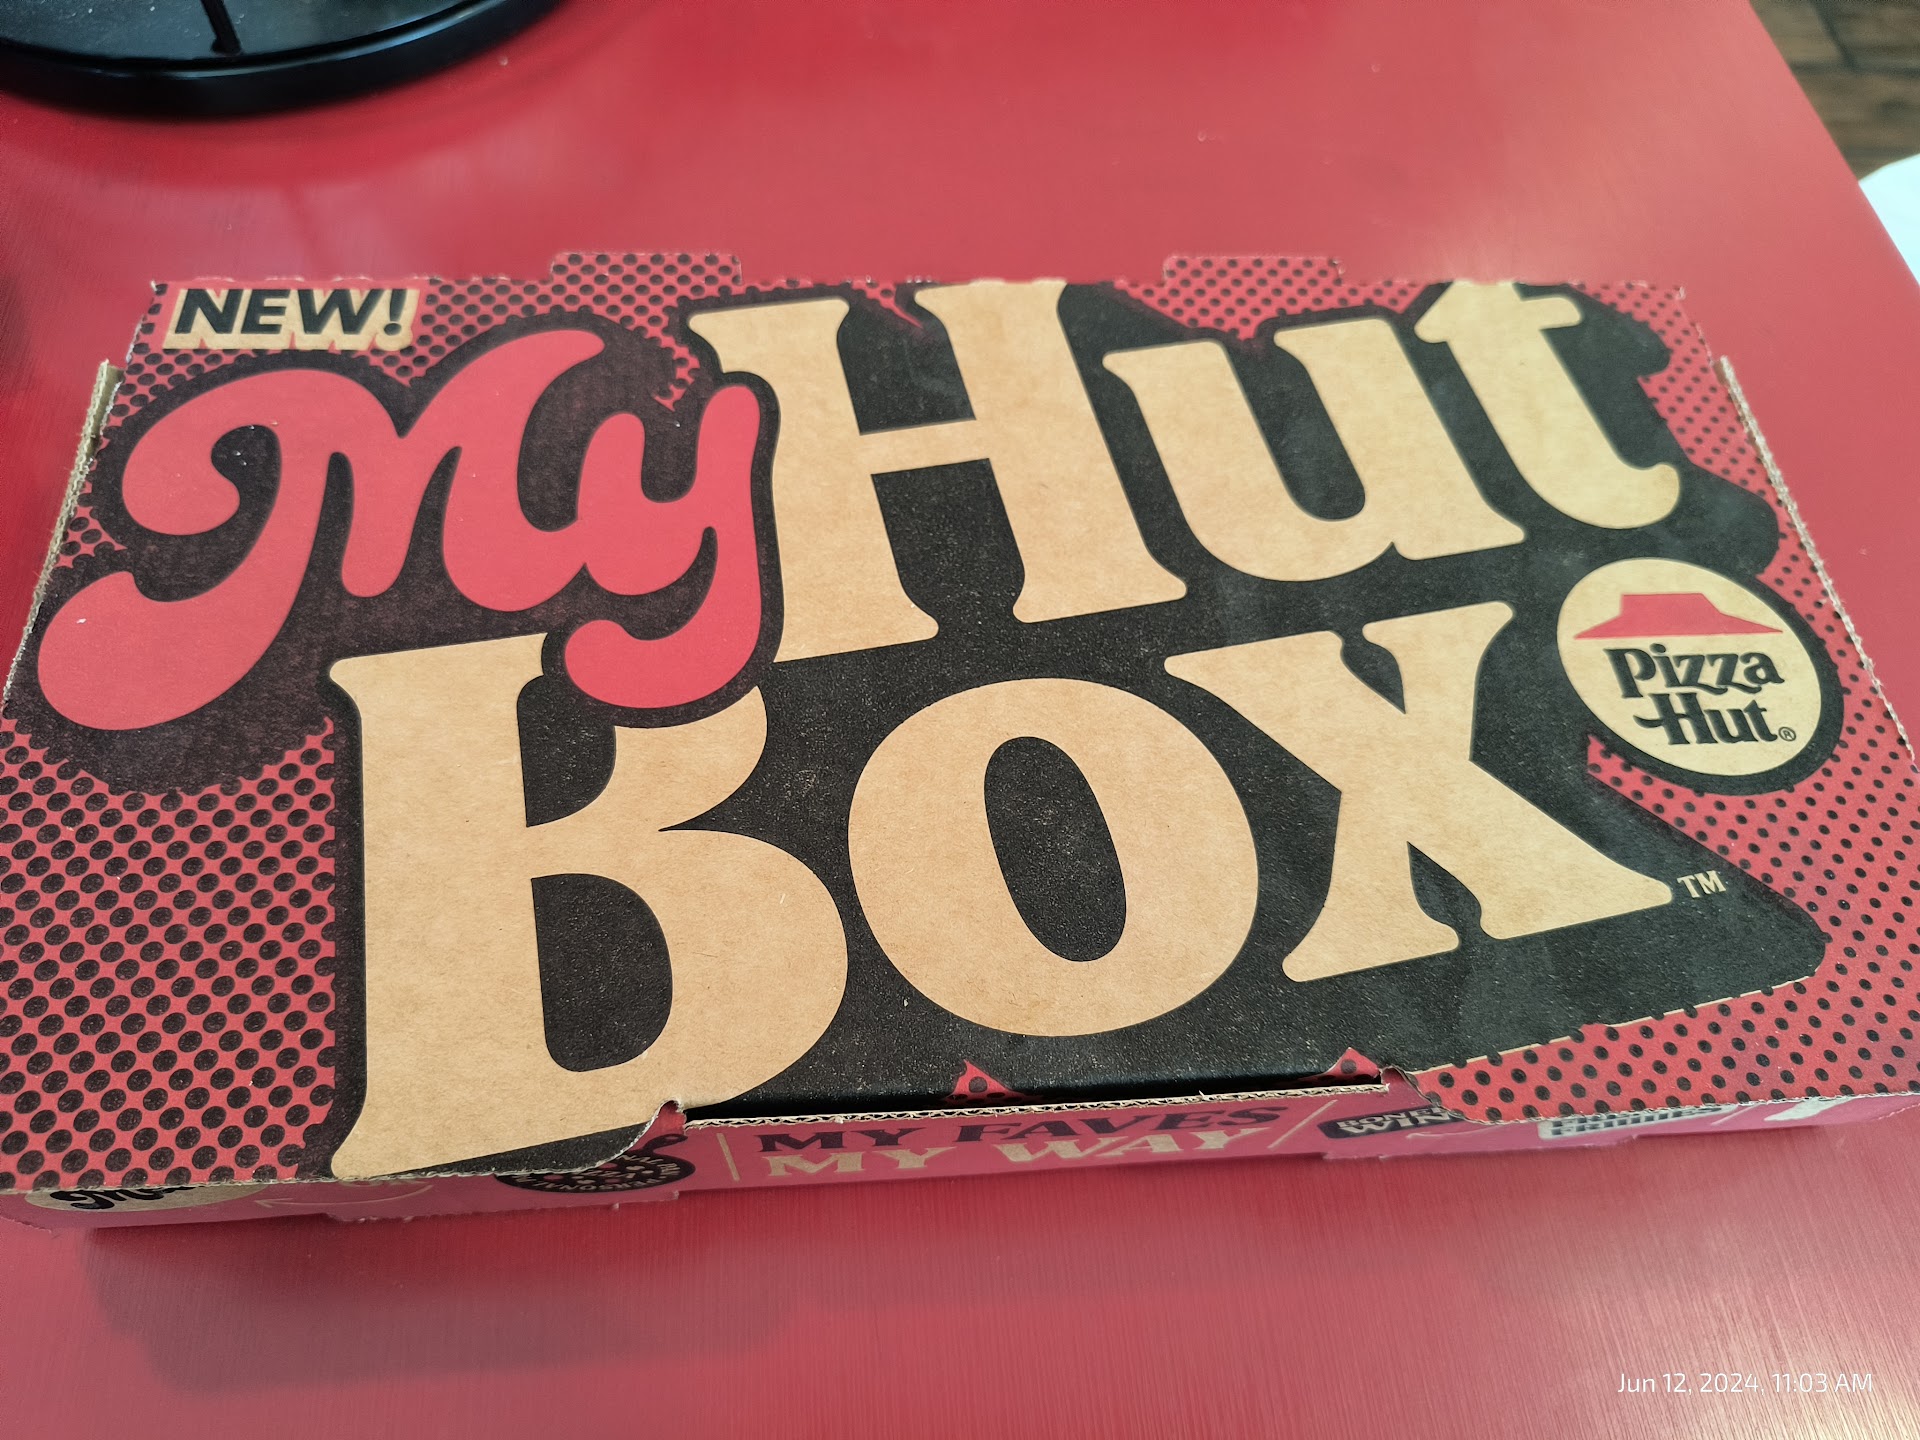 NEW!
My Hut
Box
TM
Pizza
Hut®
MY FAVES
MY WAY
Jun 12, 2024, 11:03 AM